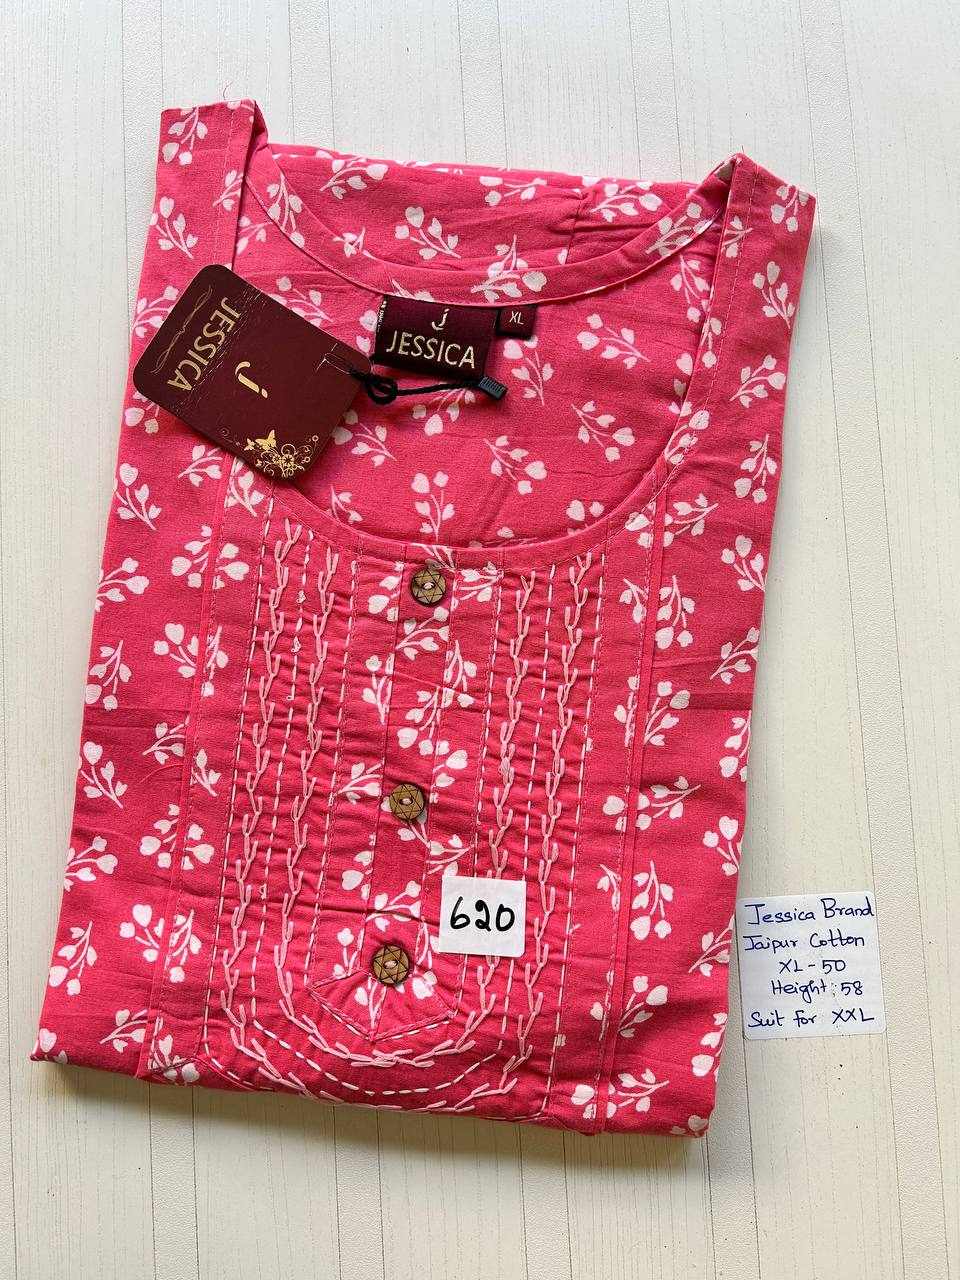 JESSICA
j
j
JESSICA
XL
620
Jessica Brand
Jaipur Cotton
XL - 50
Height : 58
Suit for XXL